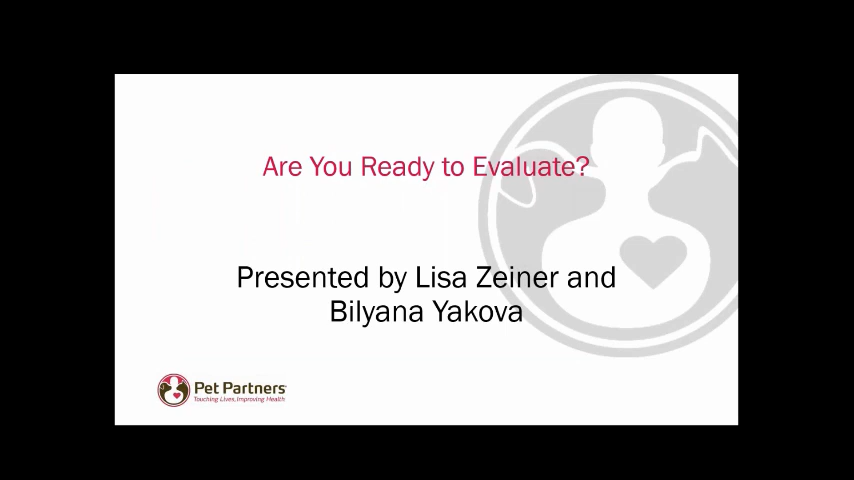 Are You Ready to Evaluate?
Presented by Lisa Zeiner and
Bilyana Yakova
Pet Partners
Touching Lives, Improving Health